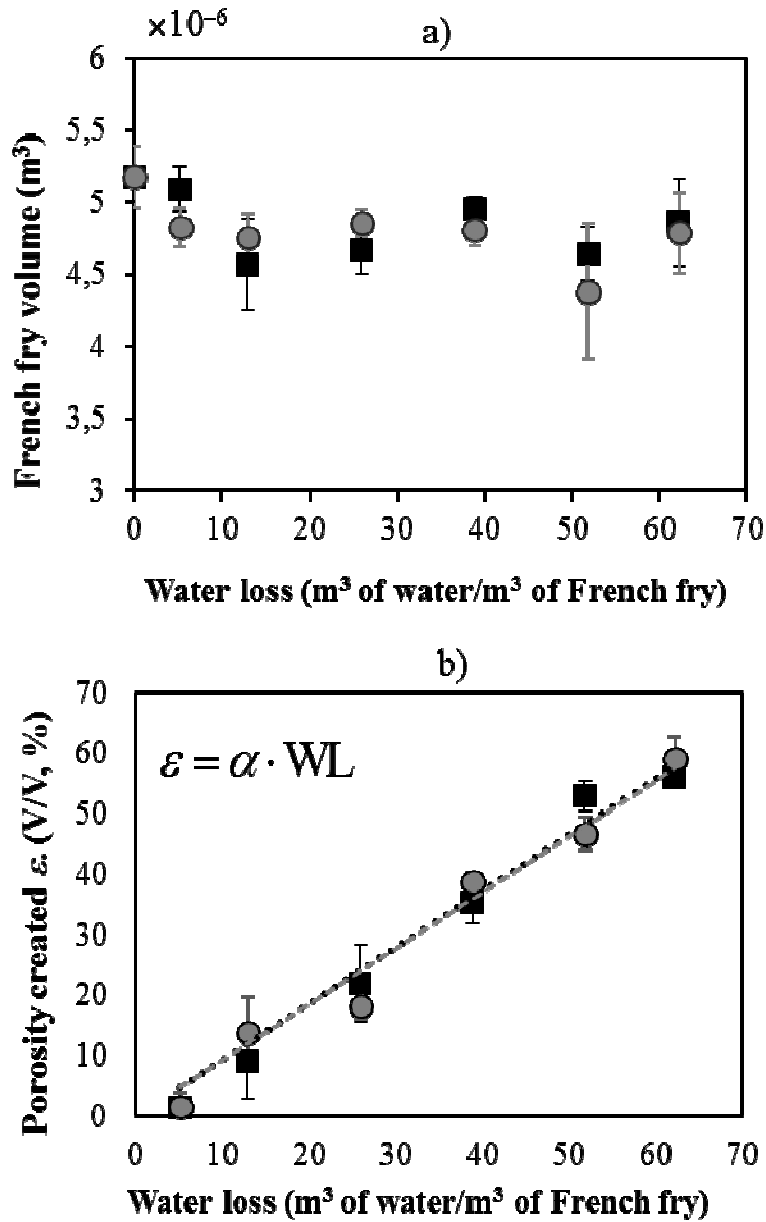 ×10⁻⁶
a)
French fry volume (m³)
6
5,5
5
4,5
4
3,5
3
0 10 20 30 40 50 60 70
Water loss (m³ of water/m³ of French fry)
b)
Porosity created ε. (V/V, %)
70
60
50
40
30
20
10
0
ε = α · WL
0 10 20 30 40 50 60 70
Water loss (m³ of water/m³ of French fry)